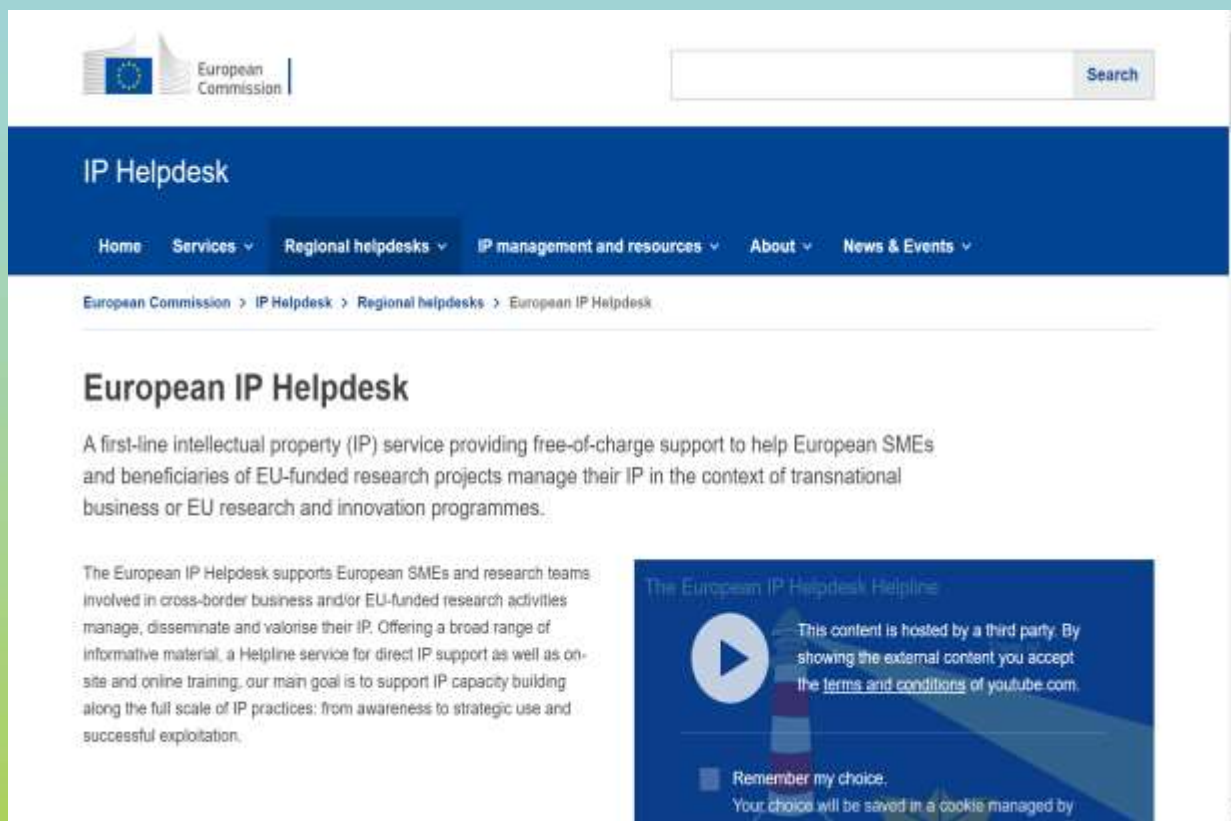 European
Commission
Search
IP Helpdesk
Home Services Regional helpdesks IP management and resources About News & Events
European Commission > IP Helpdesk > Regional helpdesks > European IP Helpdesk
European IP Helpdesk
A first-line intellectual property (IP) service providing free-of-charge support to help European SMEs
and beneficiaries of EU-funded research projects manage their IP in the context of transnational
business or EU research and innovation programmes.
The European IP Helpdesk supports European SMEs and research teams
involved in cross-border business and/or EU-funded research activities
manage, disseminate and valorise their IP. Offering a broad range of
informative material, a Helpline service for direct IP support as well as on-
site and online training, our main goal is to support IP capacity building
along the full scale of IP practices: from awareness to strategic use and
successful exploitation.
The European IP Helpdesk Helpline
This content is hosted by a third party. By
showing the external content you accept
the terms and conditions of youtube.com.
Remember my choice.
Your choice will be saved in a cookie managed by